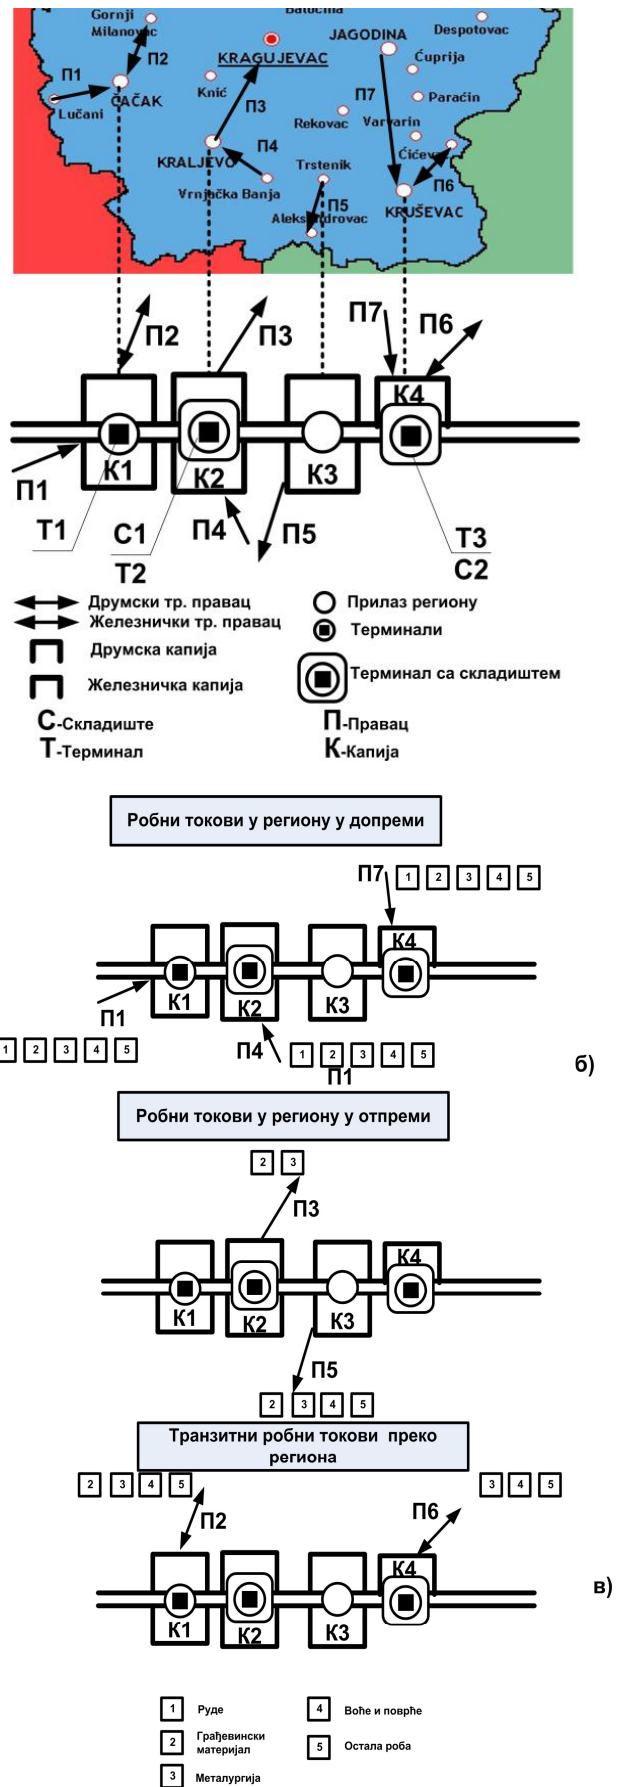 Batočina
Gornji
Milanovac
JAGODINA
Despotovac
П2
KRAGUJEVAC
Ćuprija
П1
Knić
П7
Paraćin
ČAČAK
П3
Lučani
Rekovac
Varvarin
П4
KRALJEVO
Trstenik
Ćićevac
Vrnjačka Banja
П6
П5
Aleksandrovac
KRUŠEVAC
П2
П3
П7
П6
К4
К1
К2
К3
П1
Т1
С1
П4
П5
Т3
Т2
С2
Друмски тр. правац
Прилаз региону
Железнички тр. правац
Терминали
Друмска капија
Терминал са складиштем
Железничка капија
С-Складиште
П-Правац
Т-Терминал
К-Капија
Робни токови у региону у допреми
П7 1 2 3 4 5
К4
К1
К2
К3
П1
1 2 3 4 5
П4 1 2 3 4 5
П1
б)
Робни токови у региону у отпреми
2 3
П3
К4
К1
К2
К3
П5
2 3 4 5
Транзитни робни токови преко
региона
2 3 4 5
3 4 5
П2
П6
К4
К1
К2
К3
в)
1 Руде
4 Воће и поврће
2 Грађевински
материјал
5 Остала роба
3 Металургија